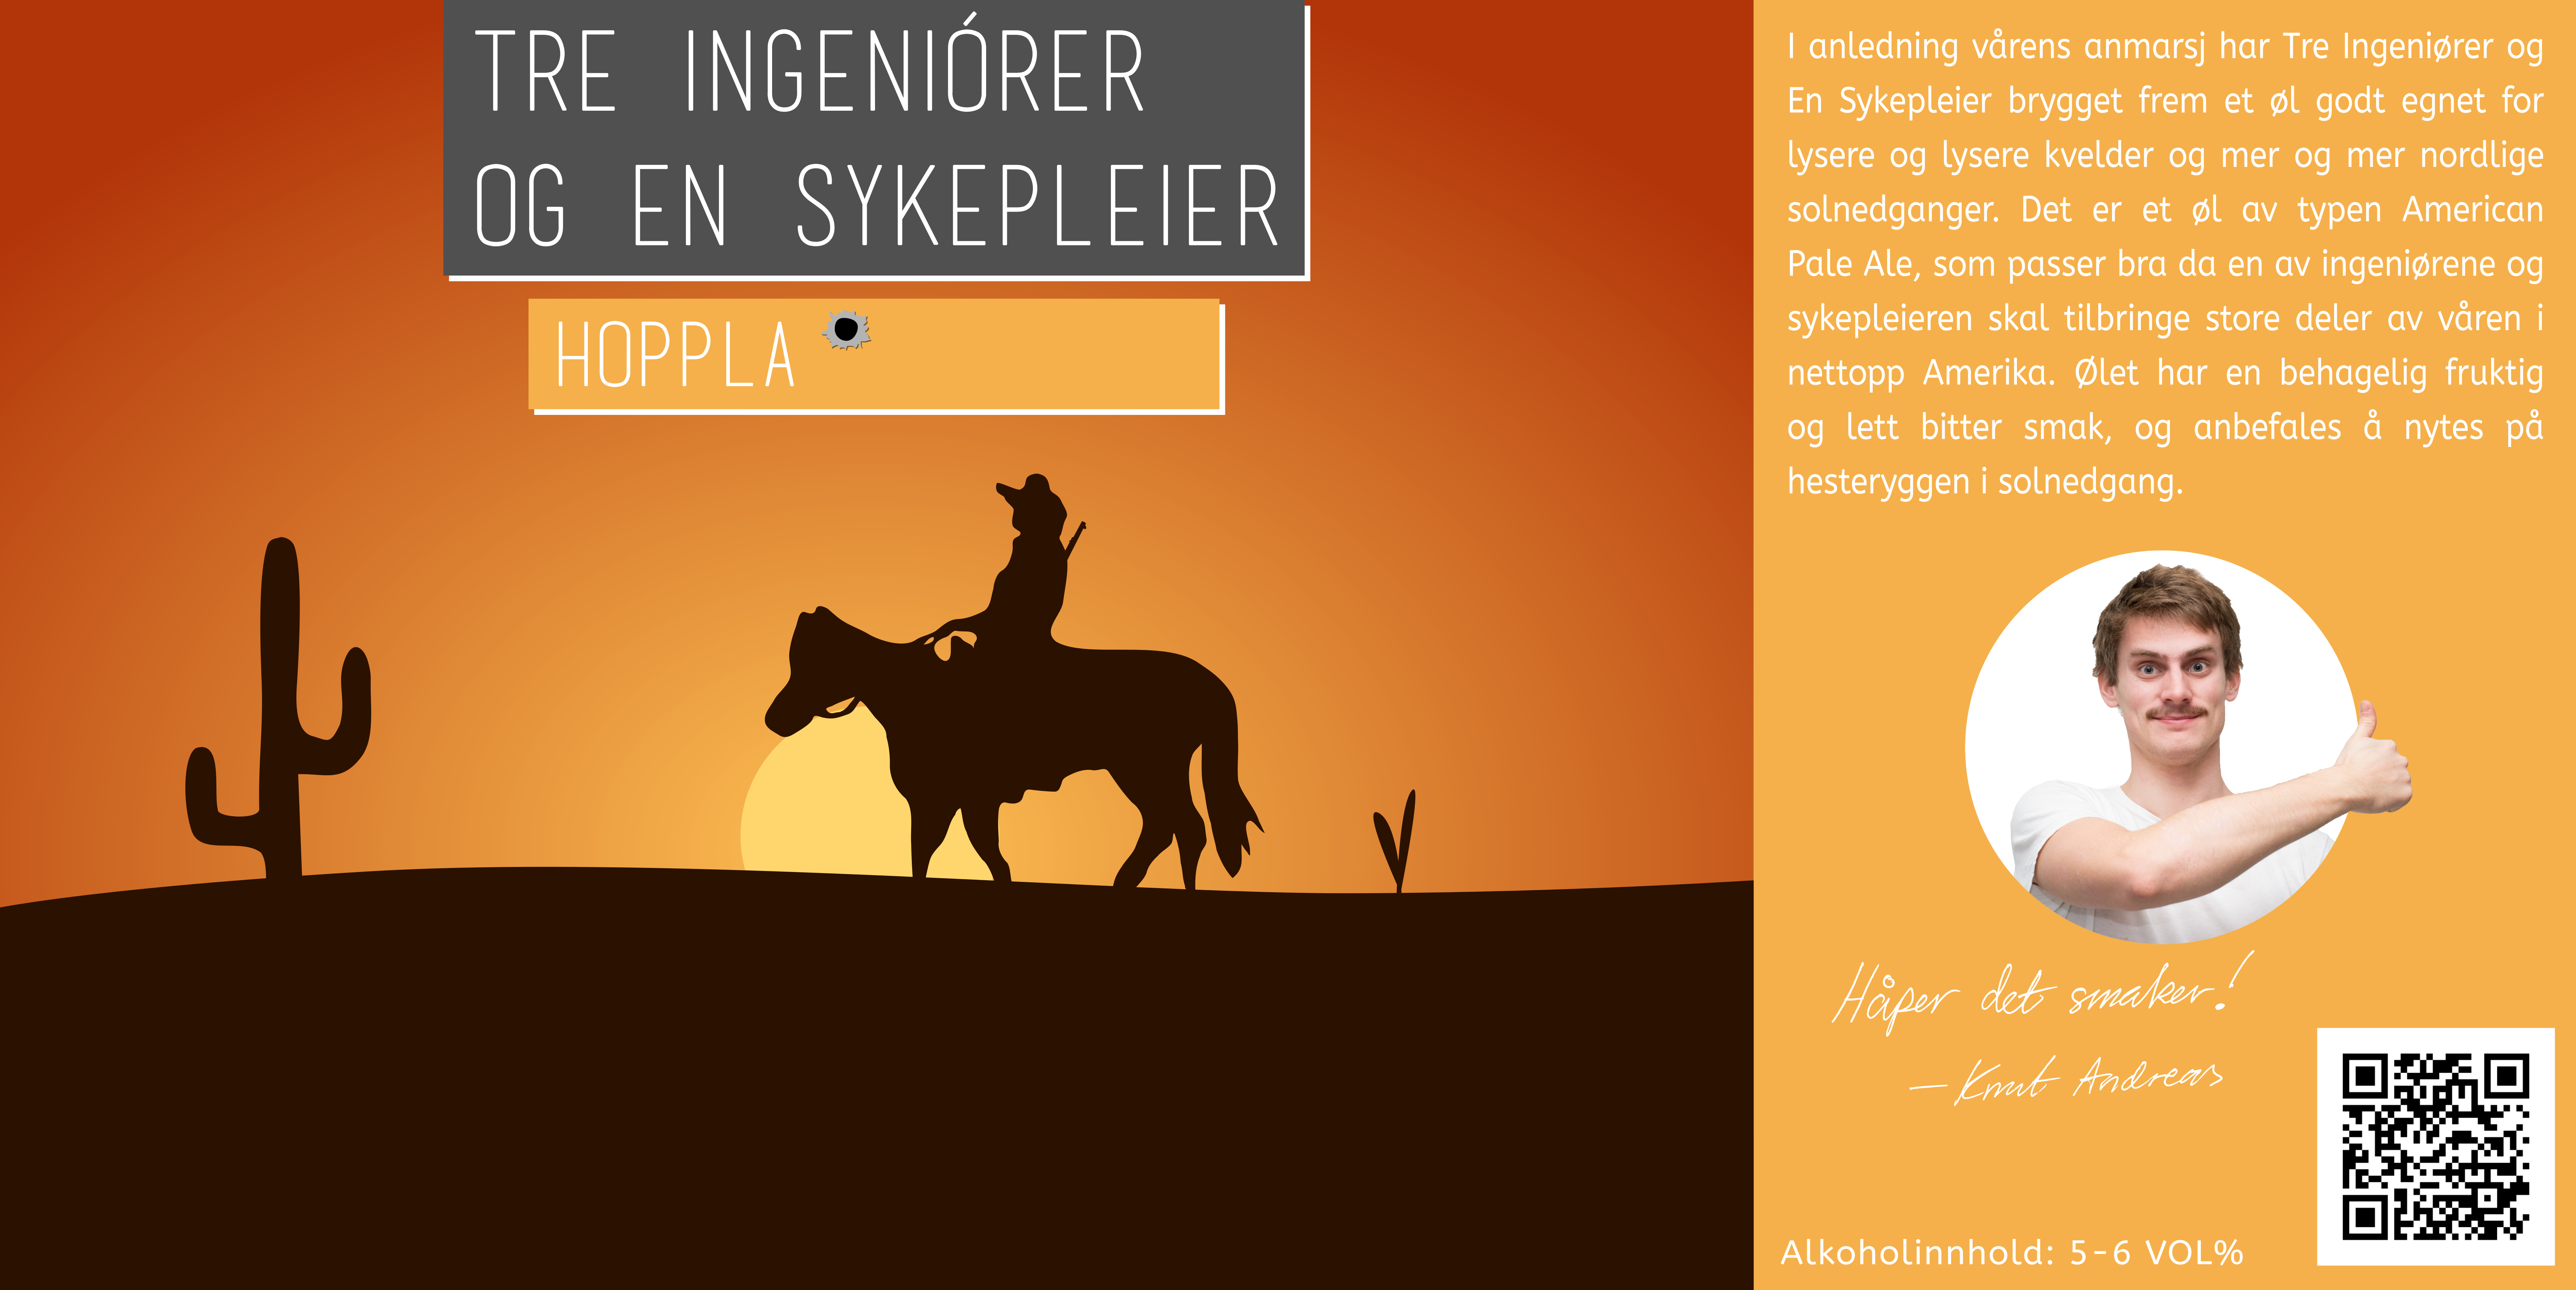 TRE INGENIÓRER
OG EN SYKEPLEIER
HOPPLA
I anledning vårens anmarsj har Tre Ingeniører og
En Sykepleier brygget frem et øl godt egnet for
lysere og lysere kvelder og mer og mer nordlige
solnedganger. Det er et øl av typen American
Pale Ale, som passer bra da en av ingeniørene og
sykepleieren skal tilbringe store deler av våren i
nettopp Amerika. Ølet har en behagelig fruktig
og lett bitter smak, og anbefales å nytes på
hesteryggen i solnedgang.
Håper det smaker!
– Knut Andreas
Alkoholinnhold: 5-6 VOL%